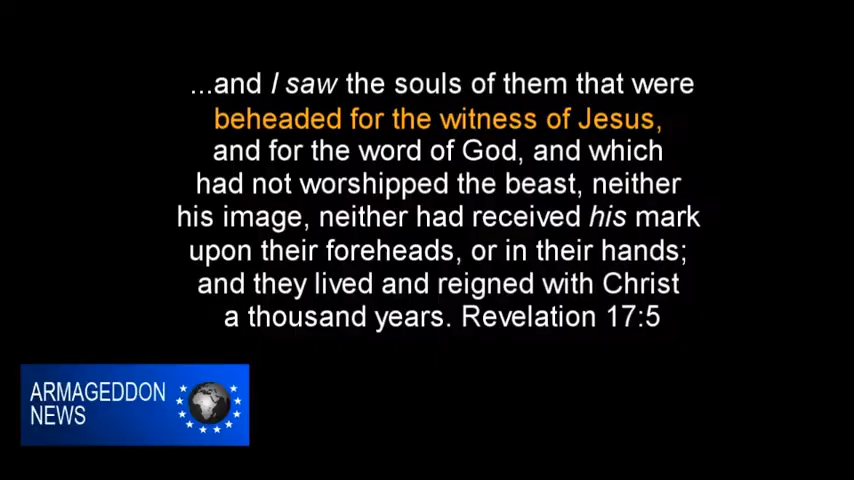 ...and I saw the souls of them that were
beheaded for the witness of Jesus,
and for the word of God, and which
had not worshipped the beast, neither
his image, neither had received his mark
upon their foreheads, or in their hands;
and they lived and reigned with Christ
a thousand years. Revelation 17:5
ARMAGEDDON
NEWS